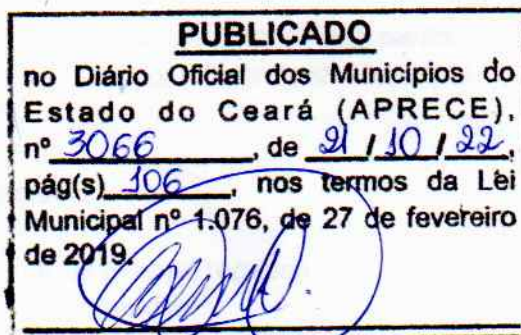 PUBLICADO
no Diário Oficial dos Municípios do
Estado do Ceará (APRECE),
nº 3066, de 21/10/22,
pág(s) 106, nos termos da Lei
Municipal nº 1.076, de 27 de fevereiro
de 2019.